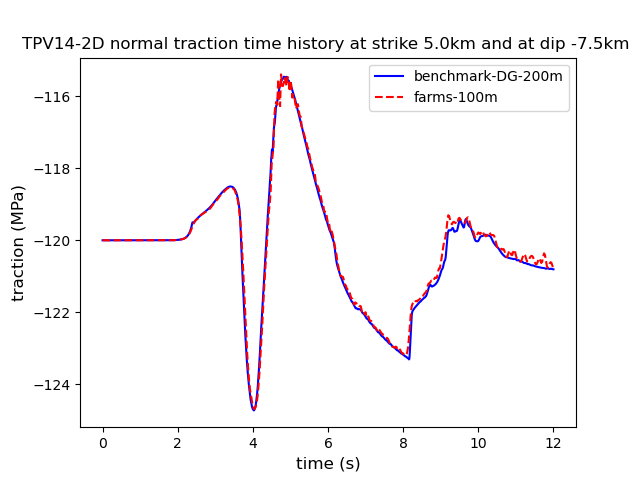 TPV14-2D normal traction time history at strike 5.0km and at dip -7.5km
benchmark-DG-200m
farms-100m
traction (MPa)
−116
−118
−120
−122
−124
0 2 4 6 8 10 12
time (s)